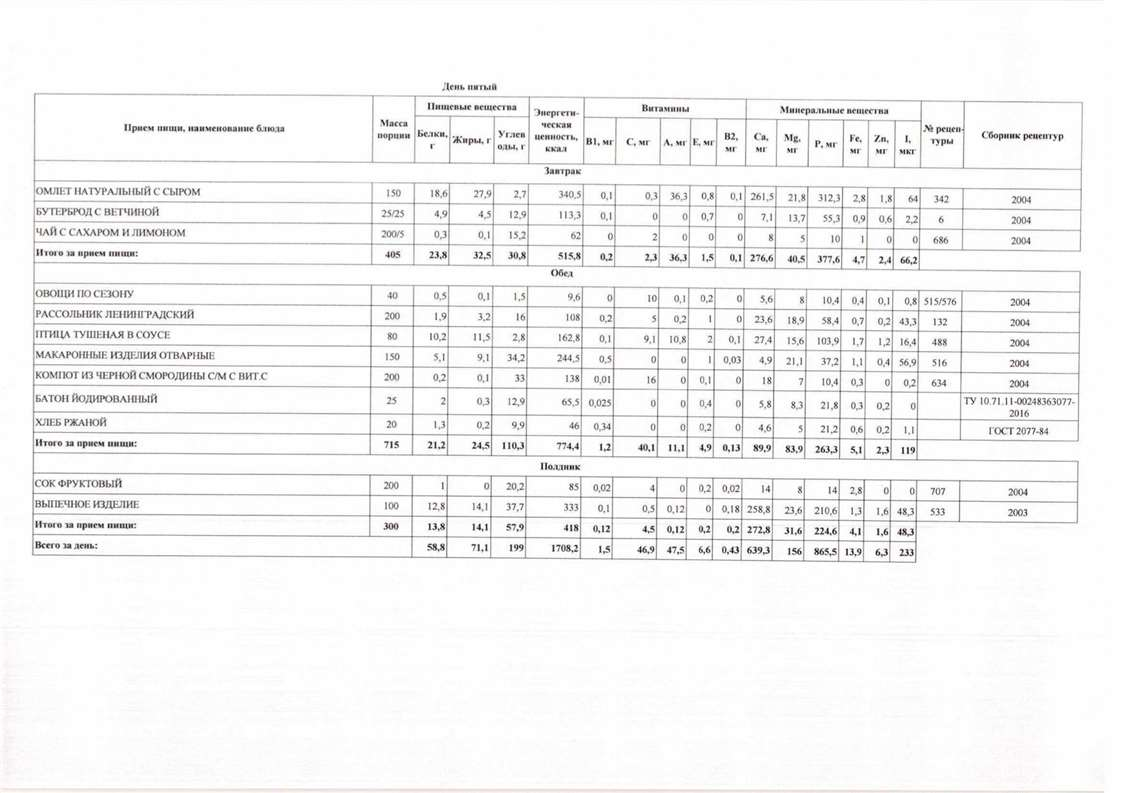 День пятый
Прием пищи, наименование блюда Масса порции Пищевые вещества Энергети-ческая ценность, ккал Витамины Минеральные вещества № рецеп-туры Сборник рецептур
Белки, г Жиры, г Углев оды, г B1, мг C, мг A, мг E, мг B2, мг Ca, мг Mg, мг P, мг Fe, мг Zn, мг I, мкг
Завтрак
ОМЛЕТ НАТУРАЛЬНЫЙ С СЫРОМ 150 18,6 27,9 2,7 340,5 0,1 0,3 36,3 0,8 0,1 261,5 21,8 312,3 2,8 1,8 64 342 2004
БУТЕРБРОД С ВЕТЧИНОЙ 25/25 4,9 4,5 12,9 113,3 0,1 0 0 0,7 0 7,1 13,7 55,3 0,9 0,6 2,2 6 2004
ЧАЙ С САХАРОМ И ЛИМОНОМ 200/5 0,3 0,1 15,2 62 0 2 0 0 0 8 5 10 1 0 0 686 2004
Итого за прием пищи: 405 23,8 32,5 30,8 515,8 0,2 2,3 36,3 1,5 0,1 276,6 40,5 377,6 4,7 2,4 66,2
Обед
ОВОЩИ ПО СЕЗОНУ 40 0,5 0,1 1,5 9,6 0 10 0,1 0,2 0 5,6 8 10,4 0,4 0,1 0,8 515/576 2004
РАССОЛЬНИК ЛЕНИНГРАДСКИЙ 200 1,9 3,2 16 108 0,2 5 0,2 1 0 23,6 18,9 58,4 0,7 0,2 43,3 132 2004
ПТИЦА ТУШЕНАЯ В СОУСЕ 80 10,2 11,5 2,8 162,8 0,1 9,1 10,8 2 0,1 27,4 15,6 103,9 1,7 1,2 16,4 488 2004
МАКАРОННЫЕ ИЗДЕЛИЯ ОТВАРНЫЕ 150 5,1 9,1 34,2 244,5 0,5 0 0 1 0,03 4,9 21,1 37,2 1,1 0,4 56,9 516 2004
КОМПОТ ИЗ ЧЕРНОЙ СМОРОДИНЫ С/М С ВИТ.С 200 0,2 0,1 33 138 0,01 16 0 0,1 0 18 7 10,4 0,3 0 0,2 634 2004
БАТОН ЙОДИРОВАННЫЙ 25 2 0,3 12,9 65,5 0,025 0 0 0,4 0 5,8 8,3 21,8 0,3 0,2 0 ТУ 10.71.11-00248363077-2016
ХЛЕБ РЖАНОЙ 20 1,3 0,2 9,9 46 0,34 0 0 0,2 0 4,6 5 21,2 0,6 0,2 1,1 ГОСТ 2077-84
Итого за прием пищи: 715 21,2 24,5 110,3 774,4 1,2 40,1 11,1 4,9 0,13 89,9 83,9 263,3 5,1 2,3 119
Полдник
СОК ФРУКТОВЫЙ 200 1 0 20,2 85 0,02 4 0 0,2 0,02 14 8 14 2,8 0 0 707 2004
ВЫПЕЧНОЕ ИЗДЕЛИЕ 100 12,8 14,1 37,7 333 0,1 0,5 0,12 0 0,18 258,8 23,6 210,6 1,3 1,6 48,3 533 2003
Итого за прием пищи: 300 13,8 14,1 57,9 418 0,12 4,5 0,12 0,2 0,2 272,8 31,6 224,6 4,1 1,6 48,3
Всего за день: 58,8 71,1 199 1708,2 1,5 46,9 47,5 6,6 0,43 639,3 156 865,5 13,9 6,3 233